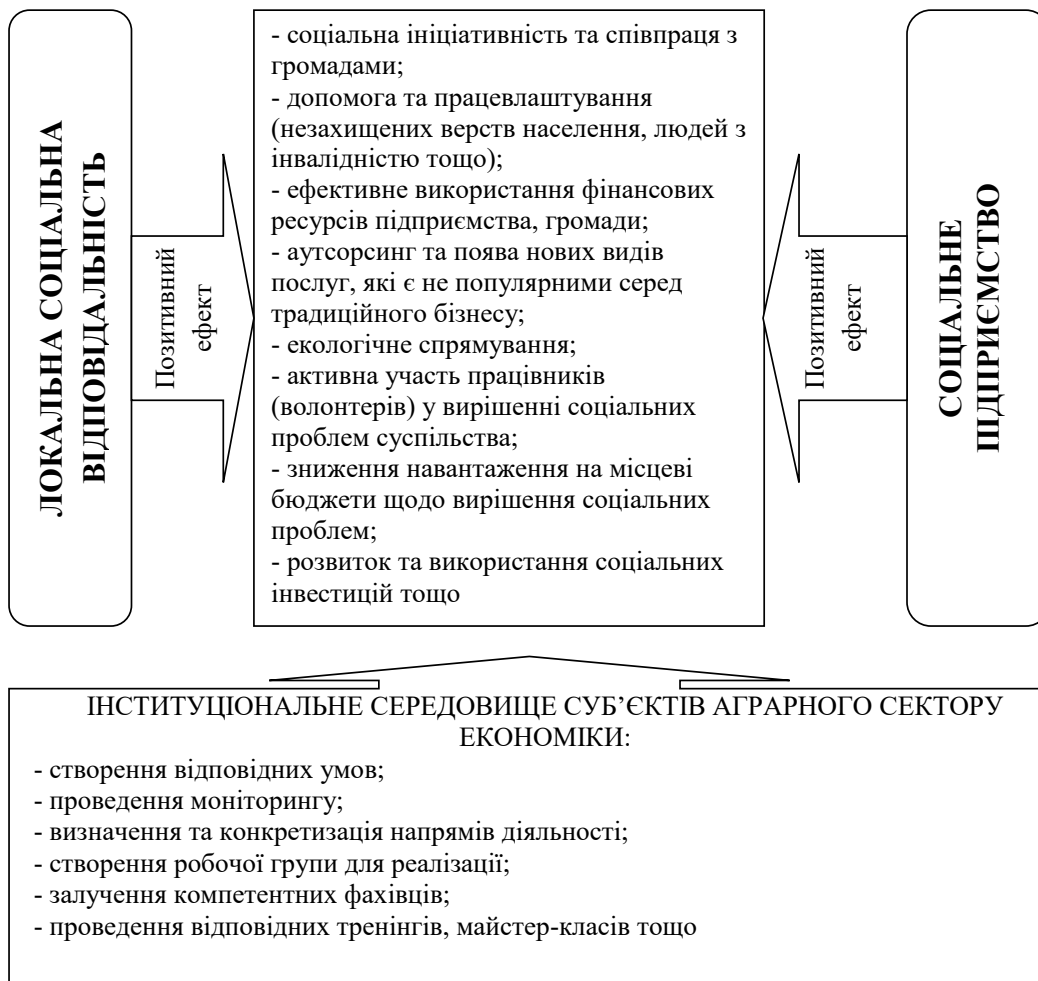 ЛОКАЛЬНА СОЦІАЛЬНА
ВІДПОВІДАЛЬНІСТЬ
Позитивний
ефект
- соціальна ініціативність та співпраця з
громадами;
- допомога та працевлаштування
(незахищених верств населення, людей з
інвалідністю тощо);
- ефективне використання фінансових
ресурсів підприємства, громади;
- аутсорсинг та поява нових видів
послуг, які є не популярними серед
традиційного бізнесу;
- екологічне спрямування;
- активна участь працівників
(волонтерів) у вирішенні соціальних
проблем суспільства;
- зниження навантаження на місцеві
бюджети щодо вирішення соціальних
проблем;
- розвиток та використання соціальних
інвестицій тощо
Позитивний
ефект
СОЦІАЛЬНЕ
ПІДПРИЄМСТВО
ІНСТИТУЦІОНАЛЬНЕ СЕРЕДОВИЩЕ СУБ’ЄКТІВ АГРАРНОГО СЕКТОРУ
ЕКОНОМІКИ:
- створення відповідних умов;
- проведення моніторингу;
- визначення та конкретизація напрямів діяльності;
- створення робочої групи для реалізації;
- залучення компетентних фахівців;
- проведення відповідних тренінгів, майстер-класів тощо